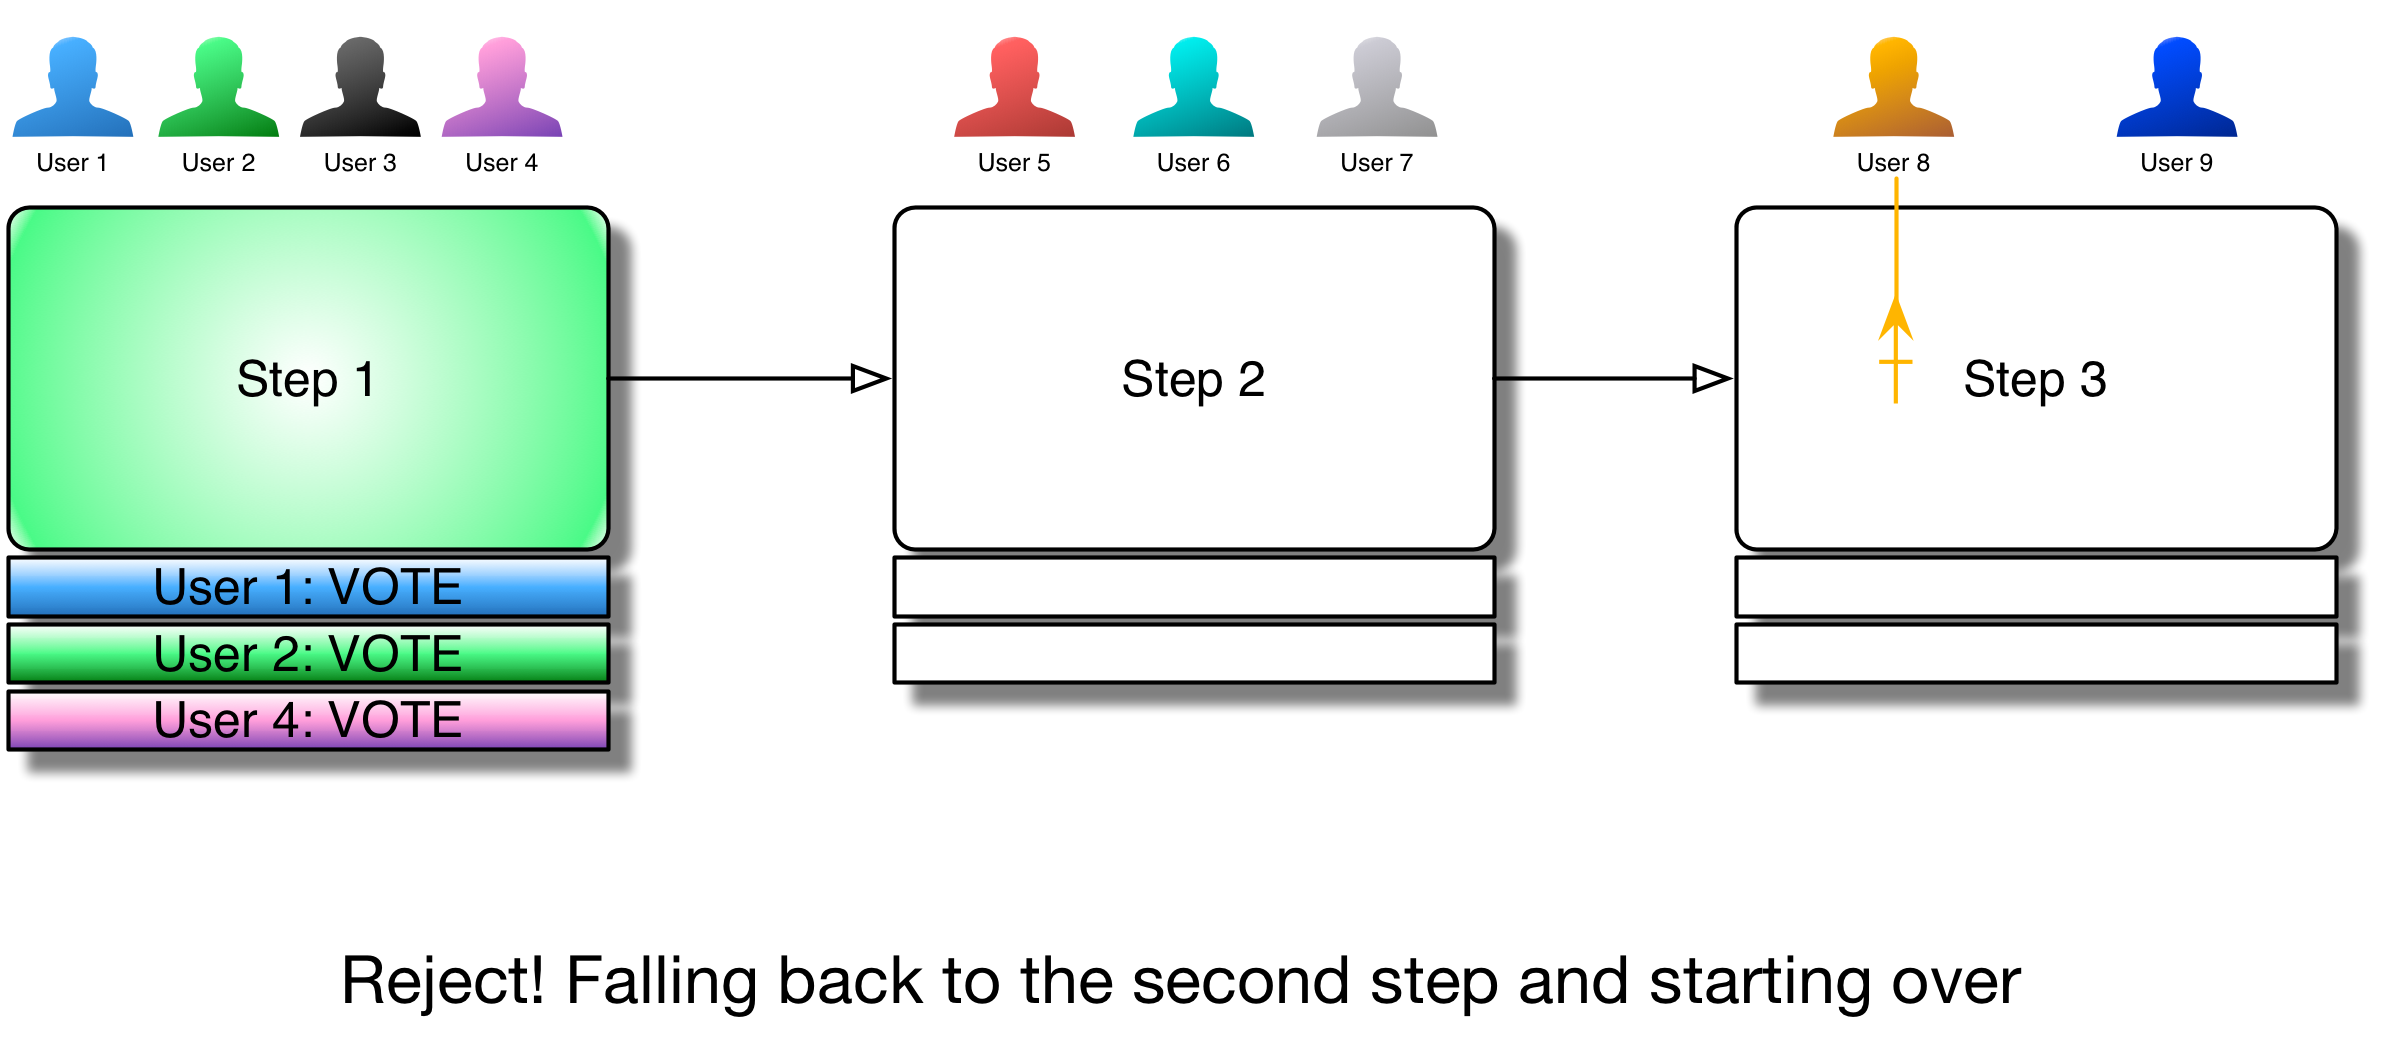 User 1
User 2
User 3
User 4
User 5
User 6
User 7
User 8
User 9
Step 1
Step 2
Step 3
User 1: VOTE
User 2: VOTE
User 4: VOTE
Reject! Falling back to the second step and starting over